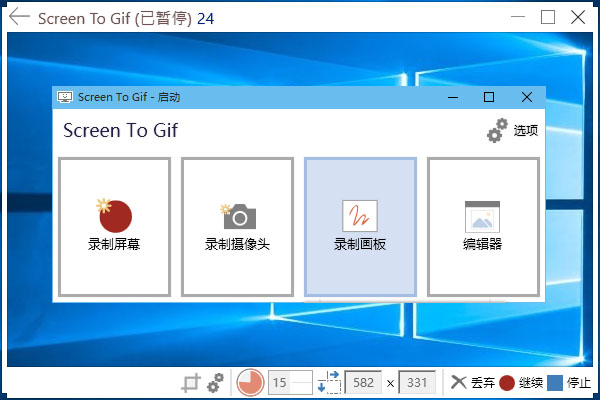 Screen To Gif (已暂停) 24
Screen To Gif - 启动
Screen To Gif
选项
录制屏幕
录制摄像头
录制画板
编辑器
15 582 x 331 丢弃 继续 停止